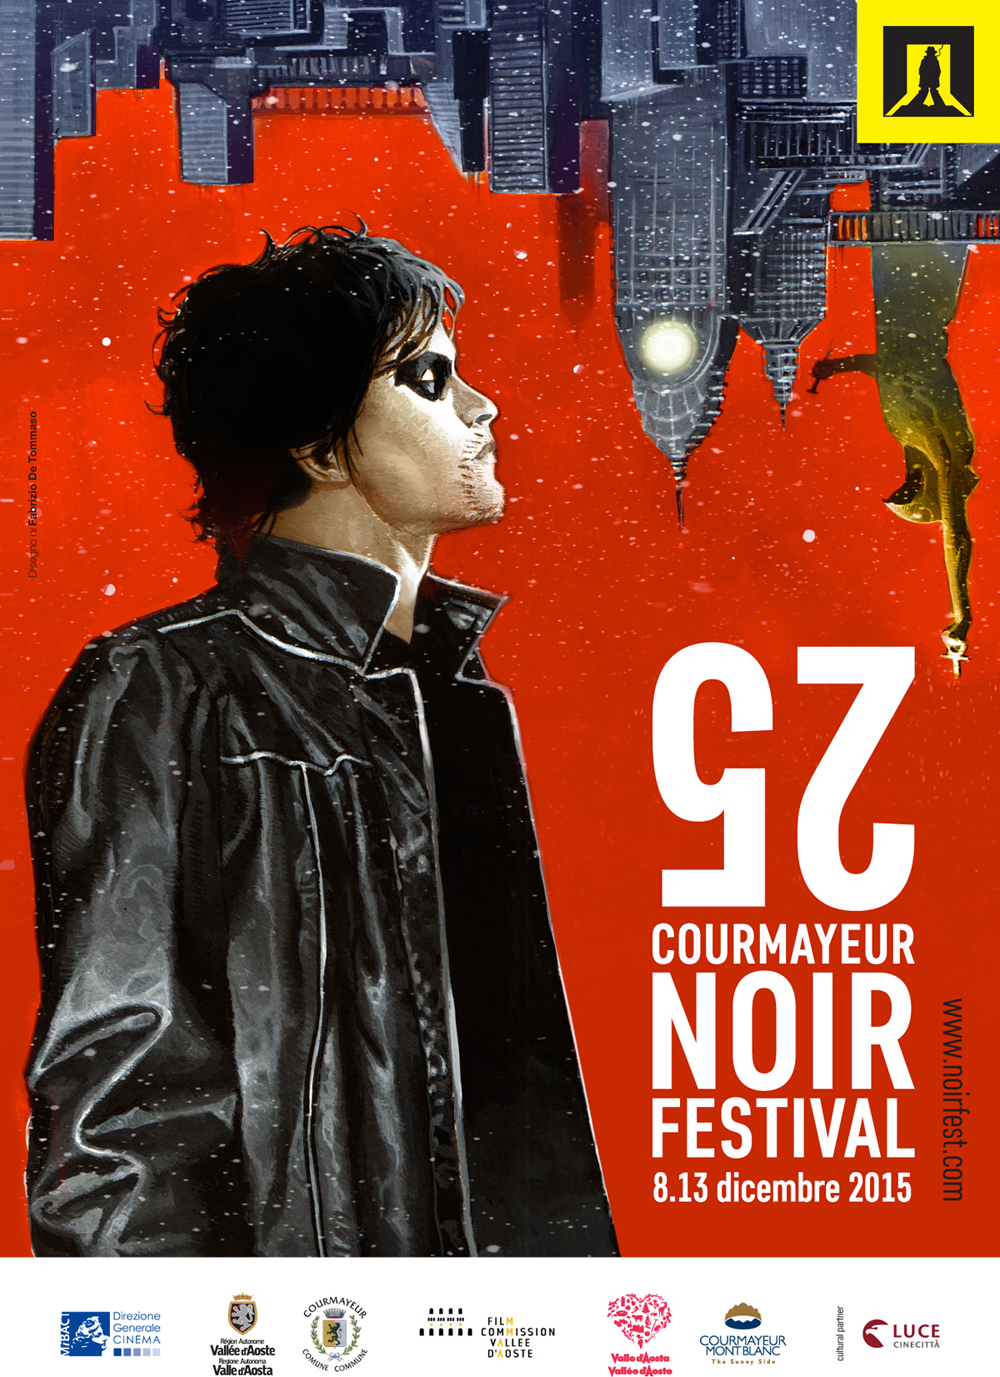 Disegno di Fabrizio De Tommaso
25
COURMAYEUR
NOIR
FESTIVAL
8.13 dicembre 2015
www.noirfest.com
MiBACT
Direzione
Generale
CINEMA
Région Autonome
Vallée d'Aoste
Regione Autonoma
Valle d'Aosta
COURMAYEUR
COMUNE COMMUNE
FILM
COMMISSION
VALLÉE
D'AOSTE
Valle d'Aosta
Vallée d'Aoste
COURMAYEUR
MONT BLANC
The Sunny Side
cultural partner
LUCE
CINECITTÀ